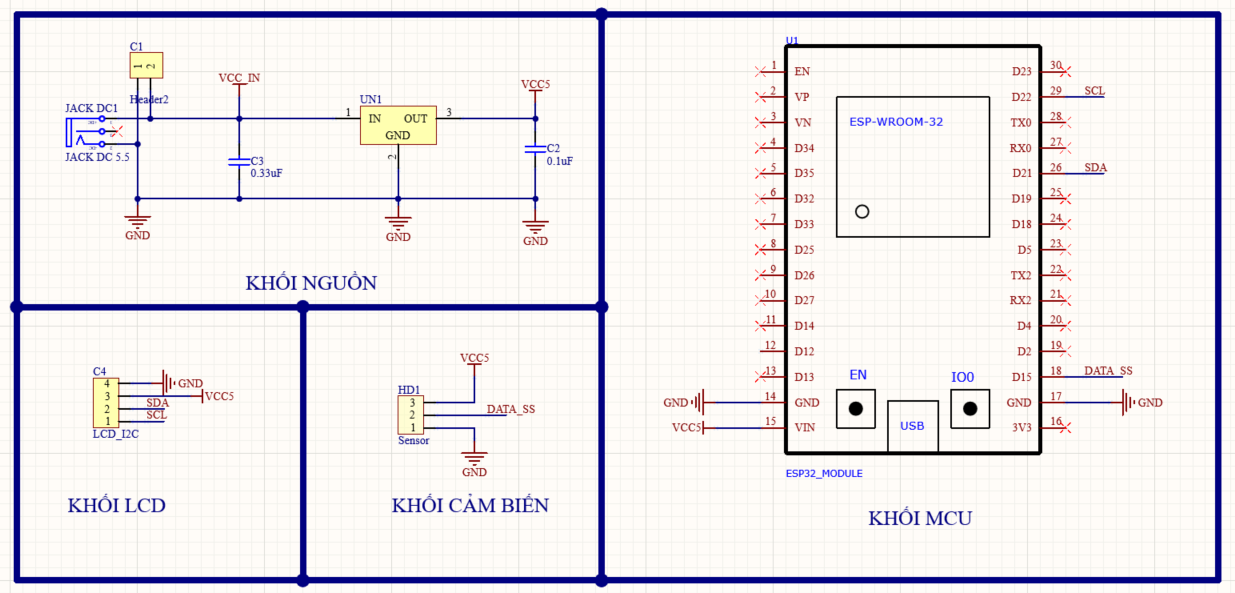 C1
1 2
Header2
JACK DC1
JACK DC 5.5
VCC_IN
C3
0.33uF
UN1
1 IN OUT 3
GND
2
VCC5
C2
0.1uF
GND
GND
GND
KHỐI NGUỒN
C4
4 GND
3 VCC5
2 SDA
1 SCL
LCD_I2C
KHỐI LCD
VCC5
HD1
3
2 DATA_SS
1
Sensor
GND
KHỐI CẢM BIẾN
U1
ESP-WROOM-32
1 EN D23 30
2 VP D22 29 SCL
3 VN TX0 28
4 D34 RX0 27
5 D35 D21 26 SDA
6 D32 D19 25
7 D33 D18 24
8 D25 D5 23
9 D26 TX2 22
10 D27 RX2 21
11 D14 D4 20
12 D12 D2 19
13 D13 D15 18 DATA_SS
GND 14 GND GND 17 GND
VCC5 15 VIN 3V3 16
EN
IO0
USB
ESP32_MODULE
KHỐI MCU